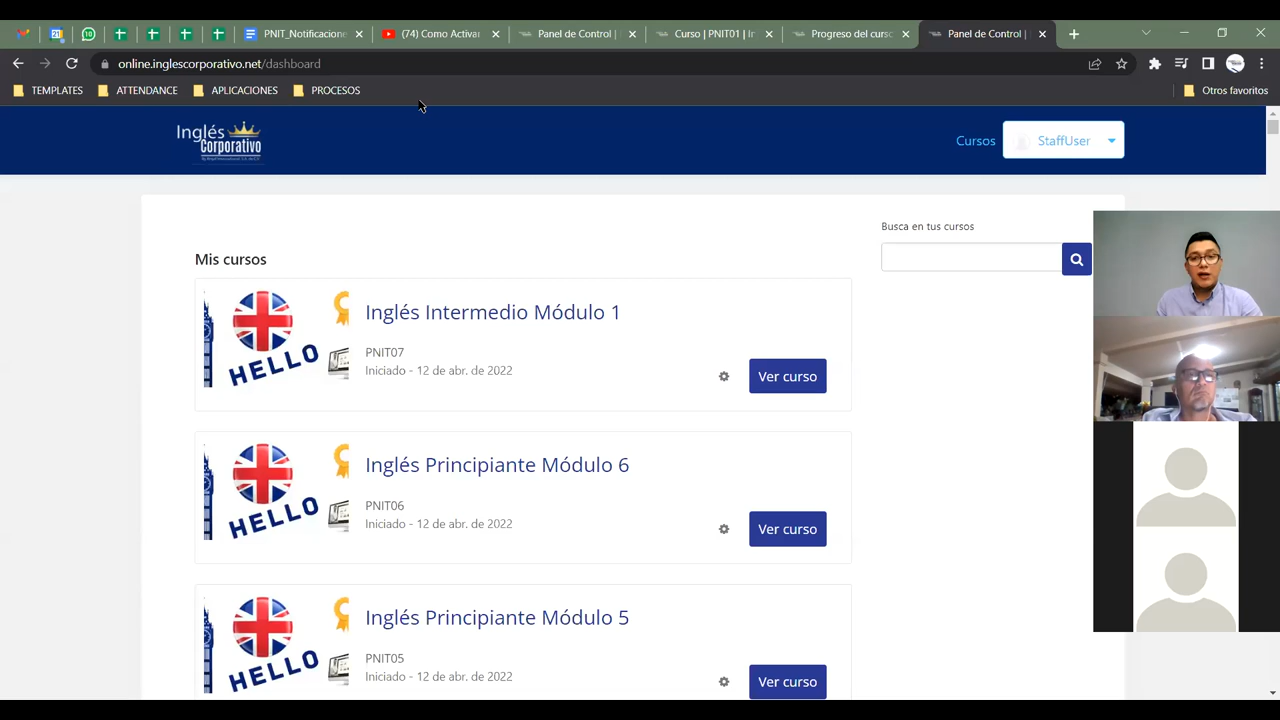 21
10
PNIT_Notificacione
(74) Como Activar
Panel de Control |
Curso | PNIT01 | Ir
Progreso del curso
Panel de Control |
online.inglescorporativo.net/dashboard
TEMPLATES
ATTENDANCE
APLICACIONES
PROCESOS
Otros favoritos
Inglés
Corporativo
Cursos
StaffUser
Busca en tus cursos
Mis cursos
HELLO
Inglés Intermedio Módulo 1
PNIT07
Iniciado - 12 de abr. de 2022
Ver curso
HELLO
Inglés Principiante Módulo 6
PNIT06
Iniciado - 12 de abr. de 2022
Ver curso
HELLO
Inglés Principiante Módulo 5
PNIT05
Iniciado - 12 de abr. de 2022
Ver curso